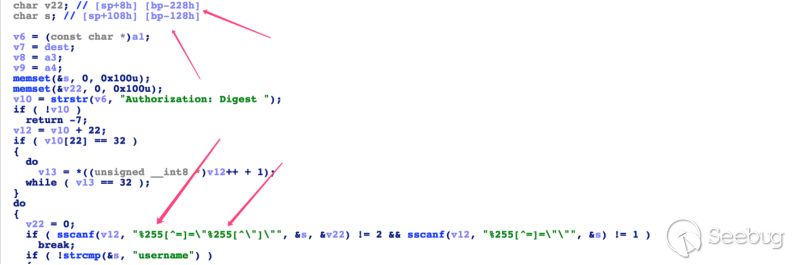 char v22; // [sp+8h] [bp-228h]
char s; // [sp+108h] [bp-128h]
v6 = (const char *)a1;
v7 = dest;
v8 = a3;
v9 = a4;
memset(&s, 0, 0x100u);
memset(&v22, 0, 0x100u);
v10 = strstr(v6, "Authorization: Digest ");
if ( !v10 )
return -7;
v12 = v10 + 22;
if ( v10[22] == 32 )
{
do
v13 = *((unsigned __int8 *)v12++ + 1);
while ( v13 == 32 );
}
do
{
v22 = 0;
if ( sscanf(v12, "%255[^=]=\"%255[^\"]\"", &s, &v22) != 2 && sscanf(v12, "%255[^=]=\"\"", &s) != 1 )
break;
if ( !strcmp(&s, "username") )
{
Seebug